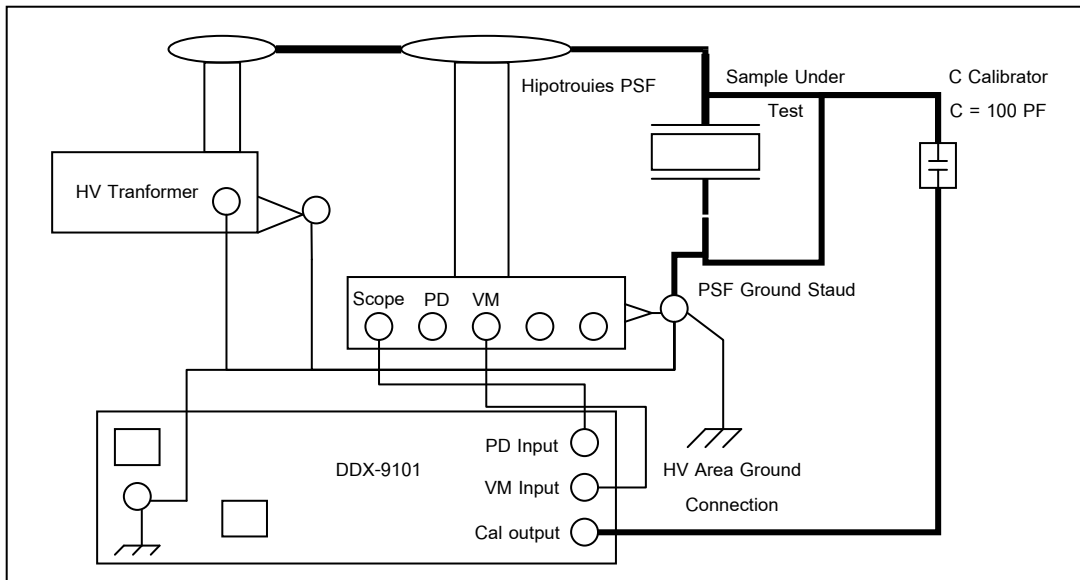 Hipotrouies PSF
Sample Under
Test
C Calibrator
C = 100 PF
HV Tranformer
Scope
PD
VM
PSF Ground Staud
PD Input
DDX-9101
VM Input
Cal output
HV Area Ground
Connection